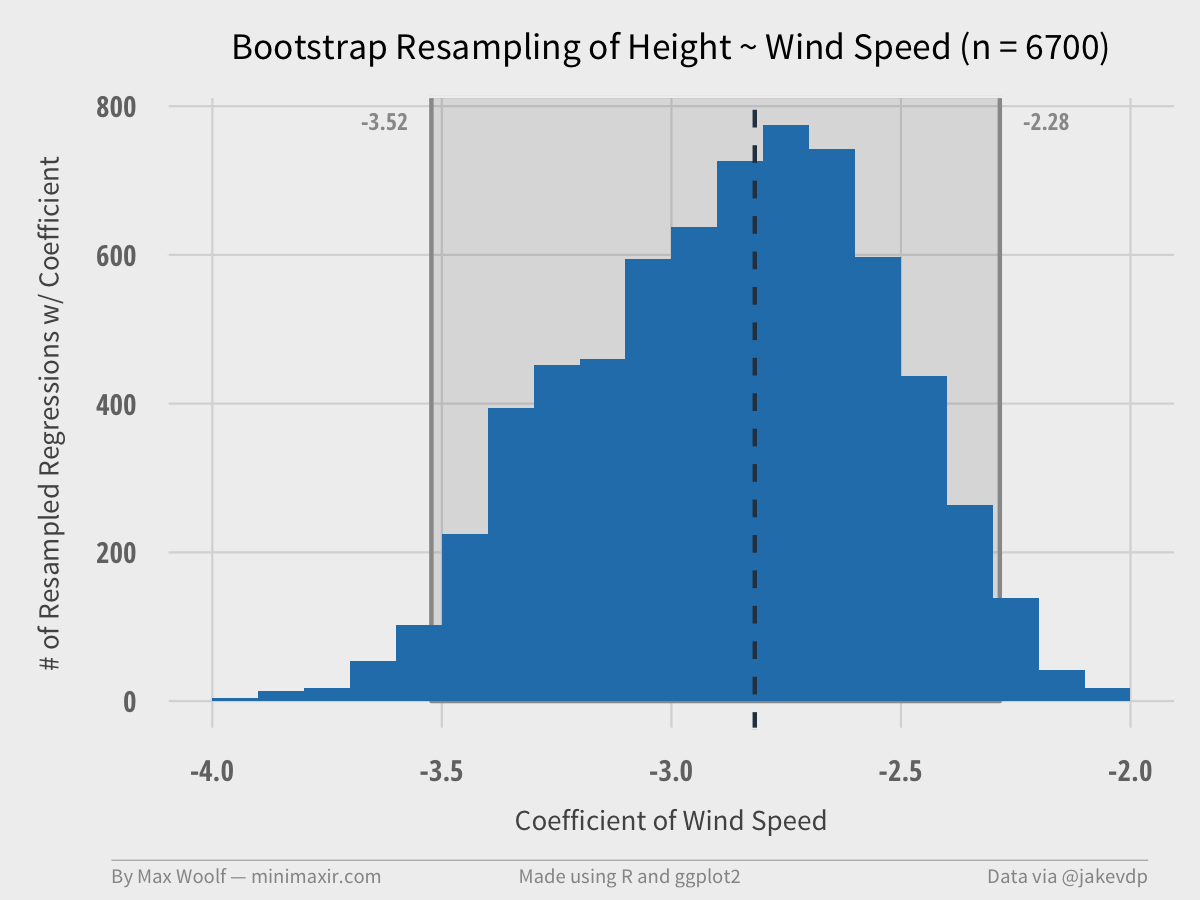 Bootstrap Resampling of Height ~ Wind Speed (n = 6700)
# of Resampled Regressions w/ Coefficient
800
600
400
200
0
-3.52
-2.28
-4.0
-3.5
-3.0
-2.5
-2.0
Coefficient of Wind Speed
By Max Woolf — minimaxir.com
Made using R and ggplot2
Data via @jakevdp